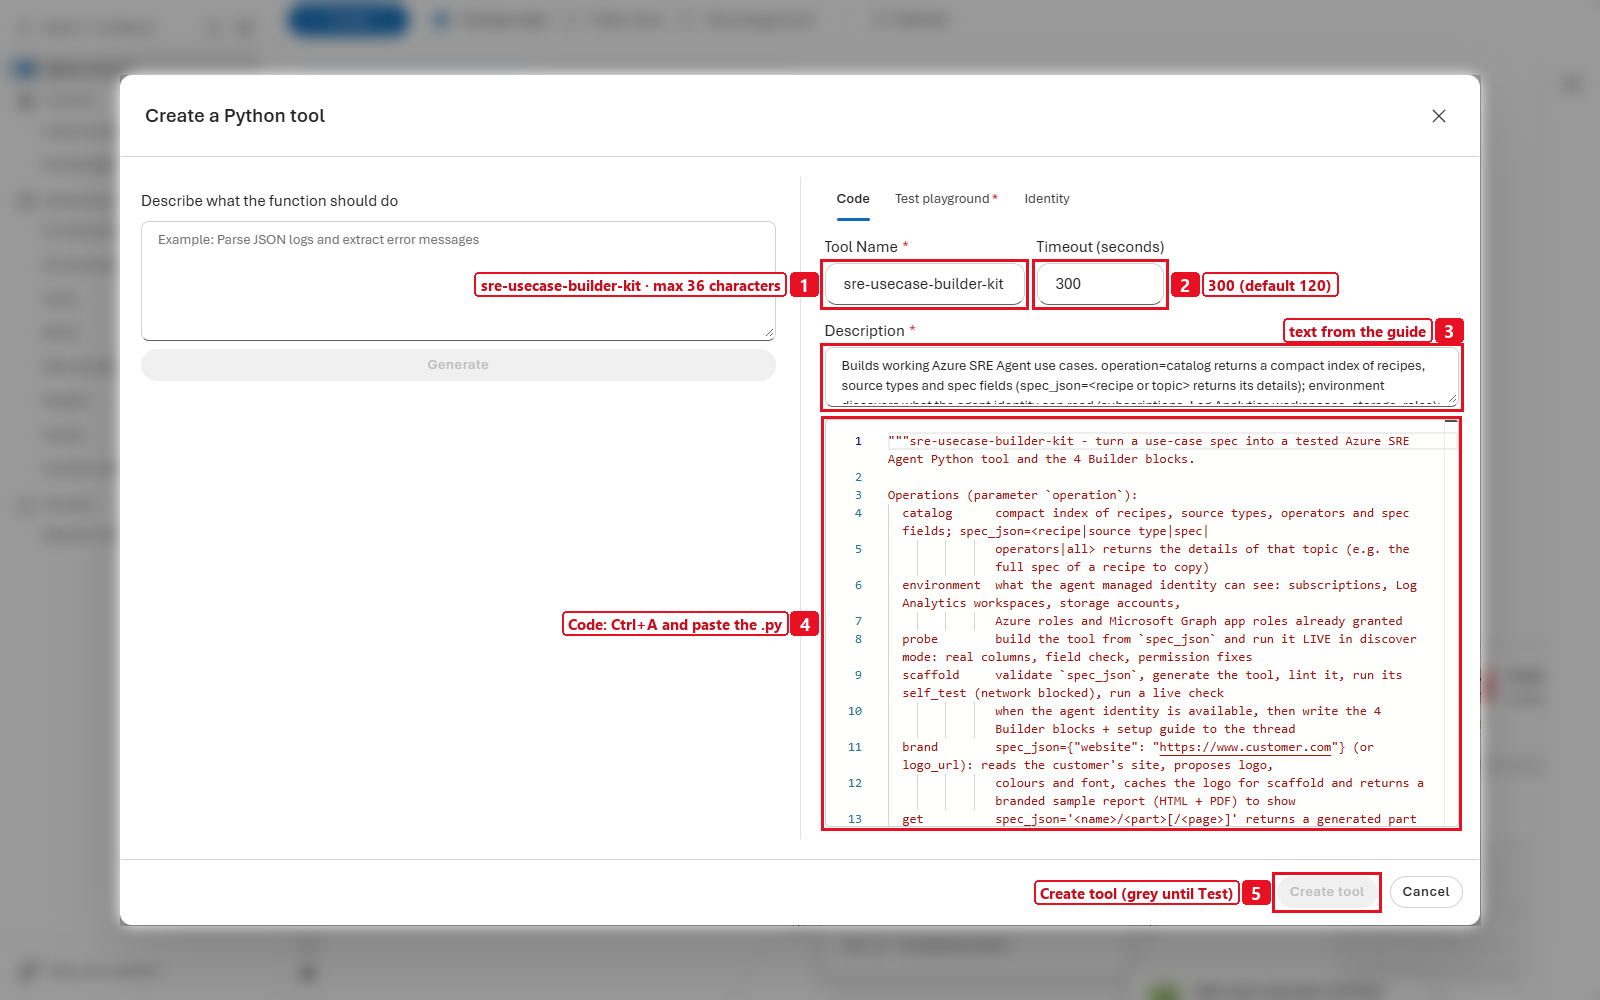 Create a Python tool
Describe what the function should do
Example: Parse JSON logs and extract error messages
Generate
Code
Test playground *
Identity
Tool Name *
Timeout (seconds)
sre-usecase-builder-kit · max 36 characters
1
sre-usecase-builder-kit
300
2
300 (default 120)
Description *
text from the guide
3
Builds working Azure SRE Agent use cases. operation=catalog returns a compact index of recipes,
source types and spec fields (spec_json=<recipe or topic> returns its details); environment
discovers what the agent identity can read (subscriptions, Log Analytics workspaces, storage, roles);
Code: Ctrl+A and paste the .py
4
1 """sre-usecase-builder-kit - turn a use-case spec into a tested Azure SRE
Agent Python tool and the 4 Builder blocks.
2
3 Operations (parameter `operation`):
4 catalog compact index of recipes, source types, operators and spec
fields; spec_json=<recipe|source type|spec|
5 operators|all> returns the details of that topic (e.g. the
full spec of a recipe to copy)
6 environment what the agent managed identity can see: subscriptions, Log
Analytics workspaces, storage accounts,
7 Azure roles and Microsoft Graph app roles already granted
8 probe build the tool from `spec_json` and run it LIVE in discover
mode: real columns, field check, permission fixes
9 scaffold validate `spec_json`, generate the tool, lint it, run its
self_test (network blocked), run a live check
10 when the agent identity is available, then write the 4
Builder blocks + setup guide to the thread
11 brand spec_json={"website": "https://www.customer.com"} (or
logo_url): reads the customer's site, proposes logo,
12 colours and font, caches the logo for scaffold and returns a
branded sample report (HTML + PDF) to show
13 get spec_json='<name>/<part>[/<page>]' returns a generated part
Create tool (grey until Test)
5
Create tool
Cancel